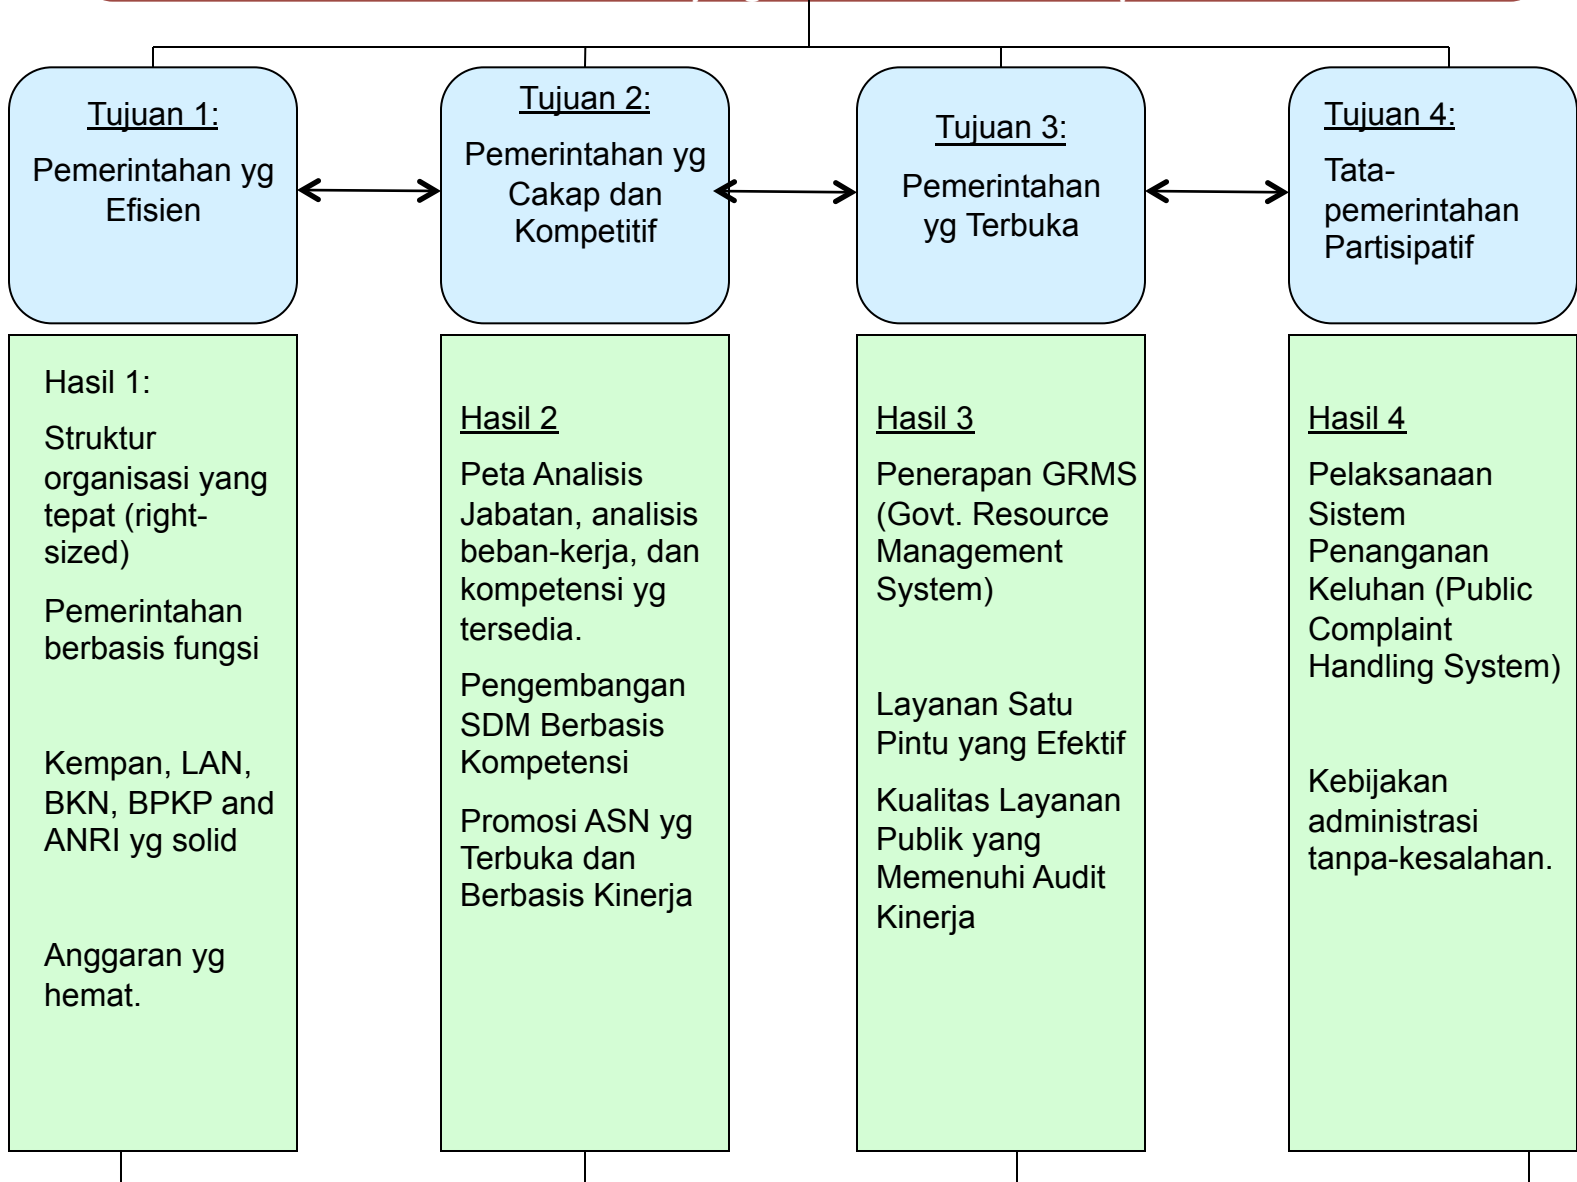 Tujuan 1:
Pemerintahan yg
Efisien
Tujuan 2:
Pemerintahan yg
Cakap dan
Kompetitif
Tujuan 3:
Pemerintahan
yg Terbuka
Tujuan 4:
Tata-
pemerintahan
Partisipatif
Hasil 1:
Struktur
organisasi yang
tepat (right-
sized)
Pemerintahan
berbasis fungsi
Kempan, LAN,
BKN, BPKP and
ANRI yg solid
Anggaran yg
hemat.
Hasil 2
Peta Analisis
Jabatan, analisis
beban-kerja, dan
kompetensi yg
tersedia.
Pengembangan
SDM Berbasis
Kompetensi
Promosi ASN yg
Terbuka dan
Berbasis Kinerja
Hasil 3
Penerapan GRMS
(Govt. Resource
Management
System)
Layanan Satu
Pintu yang Efektif
Kualitas Layanan
Publik yang
Memenuhi Audit
Kinerja
Hasil 4
Pelaksanaan
Sistem
Penanganan
Keluhan (Public
Complaint
Handling System)
Kebijakan
administrasi
tanpa-kesalahan.